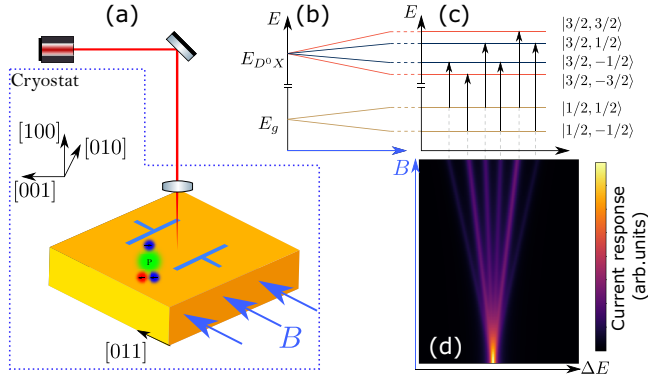 (a)
Cryostat
[100]
[010]
[001]
P
B
[011]
(b)
E
E_{D^0X}
E_g
B
(c)
E
|3/2, 3/2⟩
|3/2, 1/2⟩
|3/2, -1/2⟩
|3/2, -3/2⟩
|1/2, 1/2⟩
|1/2, -1/2⟩
(d)
ΔE
Current response
(arb.units)